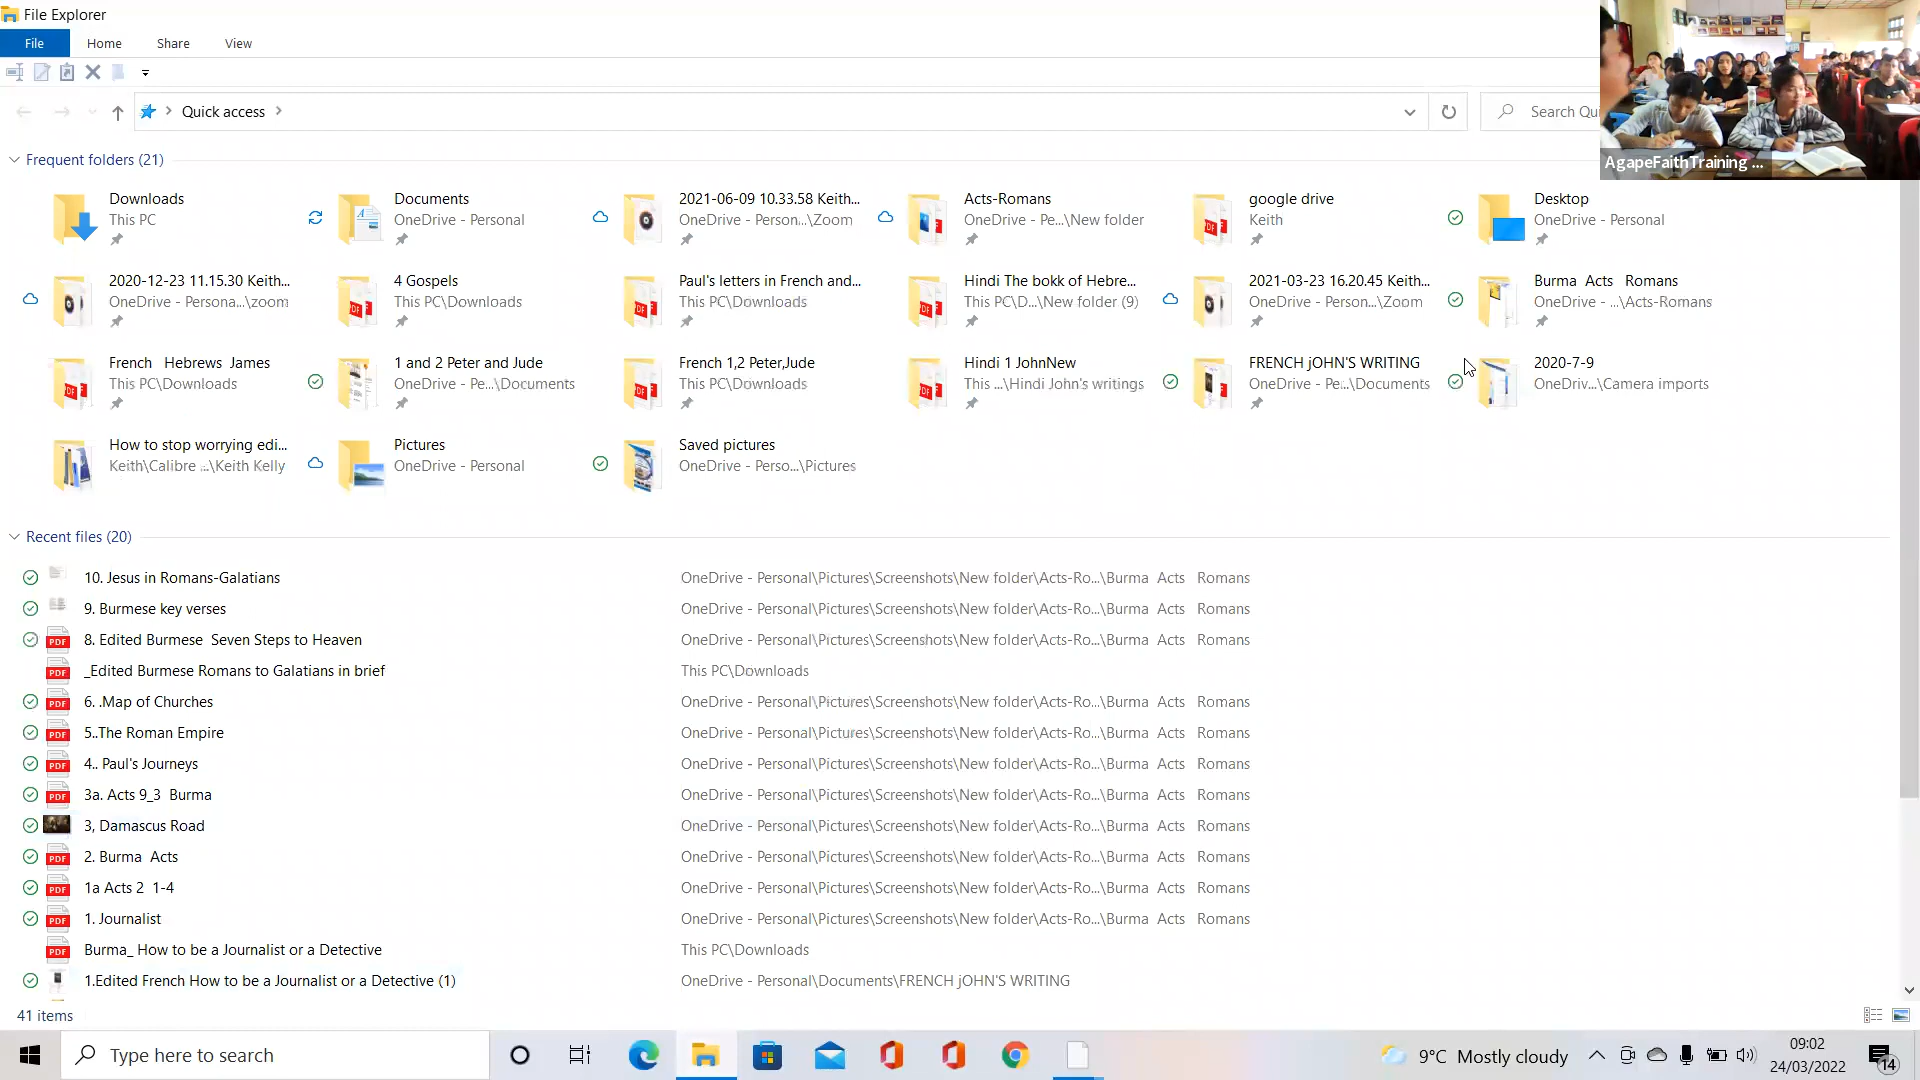 File Explorer
File Home Share View
Quick access
Search Qu
AgapeFaithTraining ...
Frequent folders (21)
Downloads
This PC
Documents
OneDrive - Personal
2021-06-09 10.33.58 Keith...
OneDrive - Person...\Zoom
Acts-Romans
OneDrive - Pe...\New folder
google drive
Keith
Desktop
OneDrive - Personal
2020-12-23 11.15.30 Keith...
OneDrive - Persona...\zoom
4 Gospels
This PC\Downloads
Paul's letters in French and...
This PC\Downloads
Hindi The bokk of Hebre...
This PC\D...\New folder (9)
2021-03-23 16.20.45 Keith...
OneDrive - Person...\Zoom
Burma Acts Romans
OneDrive - ...\Acts-Romans
French Hebrews James
This PC\Downloads
1 and 2 Peter and Jude
OneDrive - Pe...\Documents
French 1,2 Peter,Jude
This PC\Downloads
Hindi 1 JohnNew
This ...\Hindi John's writings
FRENCH jOHN'S WRITING
OneDrive - Pe...\Documents
2020-7-9
OneDriv...\Camera imports
How to stop worrying edi...
Keith\Calibre ...\Keith Kelly
Pictures
OneDrive - Personal
Saved pictures
OneDrive - Perso...\Pictures
Recent files (20)
10. Jesus in Romans-Galatians OneDrive - Personal\Pictures\Screenshots\New folder\Acts-Ro...\Burma Acts Romans
9. Burmese key verses OneDrive - Personal\Pictures\Screenshots\New folder\Acts-Ro...\Burma Acts Romans
8. Edited Burmese Seven Steps to Heaven OneDrive - Personal\Pictures\Screenshots\New folder\Acts-Ro...\Burma Acts Romans
_Edited Burmese Romans to Galatians in brief This PC\Downloads
6. .Map of Churches OneDrive - Personal\Pictures\Screenshots\New folder\Acts-Ro...\Burma Acts Romans
5..The Roman Empire OneDrive - Personal\Pictures\Screenshots\New folder\Acts-Ro...\Burma Acts Romans
4.. Paul's Journeys OneDrive - Personal\Pictures\Screenshots\New folder\Acts-Ro...\Burma Acts Romans
3a. Acts 9_3 Burma OneDrive - Personal\Pictures\Screenshots\New folder\Acts-Ro...\Burma Acts Romans
3, Damascus Road OneDrive - Personal\Pictures\Screenshots\New folder\Acts-Ro...\Burma Acts Romans
2. Burma Acts OneDrive - Personal\Pictures\Screenshots\New folder\Acts-Ro...\Burma Acts Romans
1a Acts 2 1-4 OneDrive - Personal\Pictures\Screenshots\New folder\Acts-Ro...\Burma Acts Romans
1. Journalist OneDrive - Personal\Pictures\Screenshots\New folder\Acts-Ro...\Burma Acts Romans
Burma_ How to be a Journalist or a Detective This PC\Downloads
1.Edited French How to be a Journalist or a Detective (1) OneDrive - Personal\Documents\FRENCH jOHN'S WRITING
41 items
Type here to search
9°C Mostly cloudy
09:02
24/03/2022
14